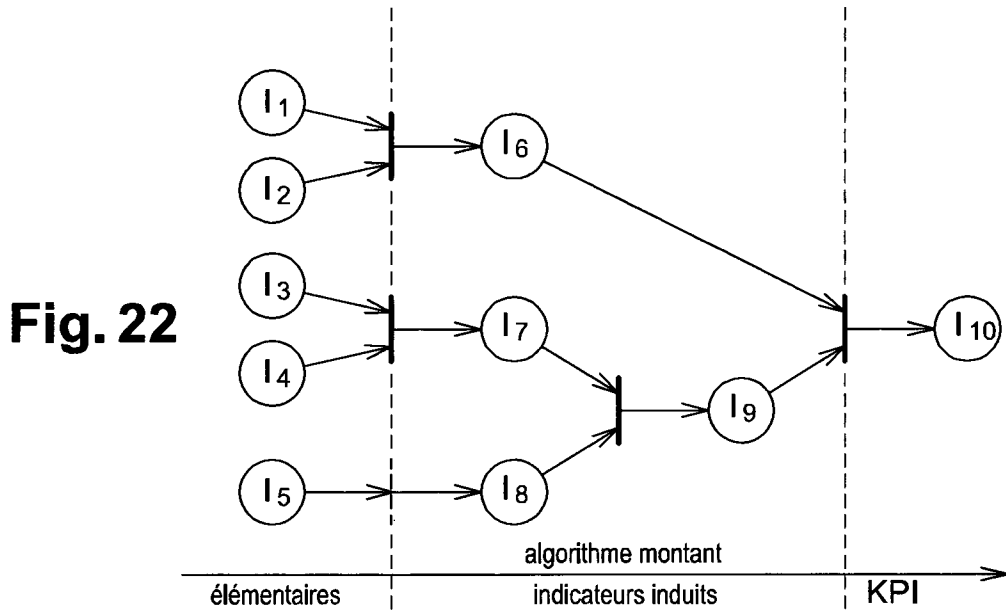 I1
I2
I6
I3
I4
I7
I10
Fig. 22
I9
I5
I8
algorithme montant
élémentaires
indicateurs induits
KPI